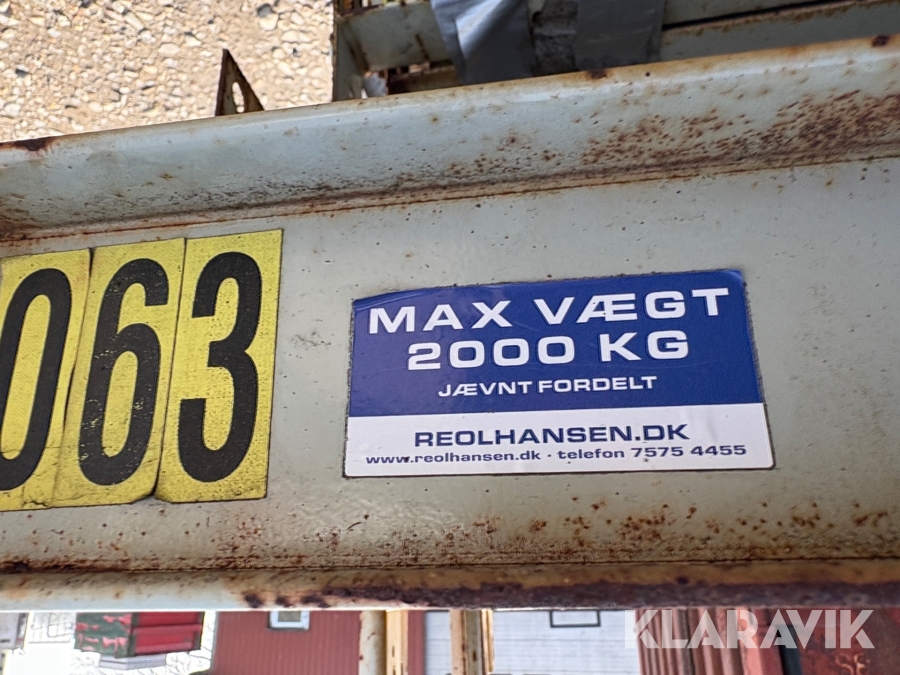 063
MAX VÆGT
2000 KG
JÆVNT FORDELT
REOLHANSEN.DK
www.reolhansen.dk · telefon 7575 4455
KLARAVIK